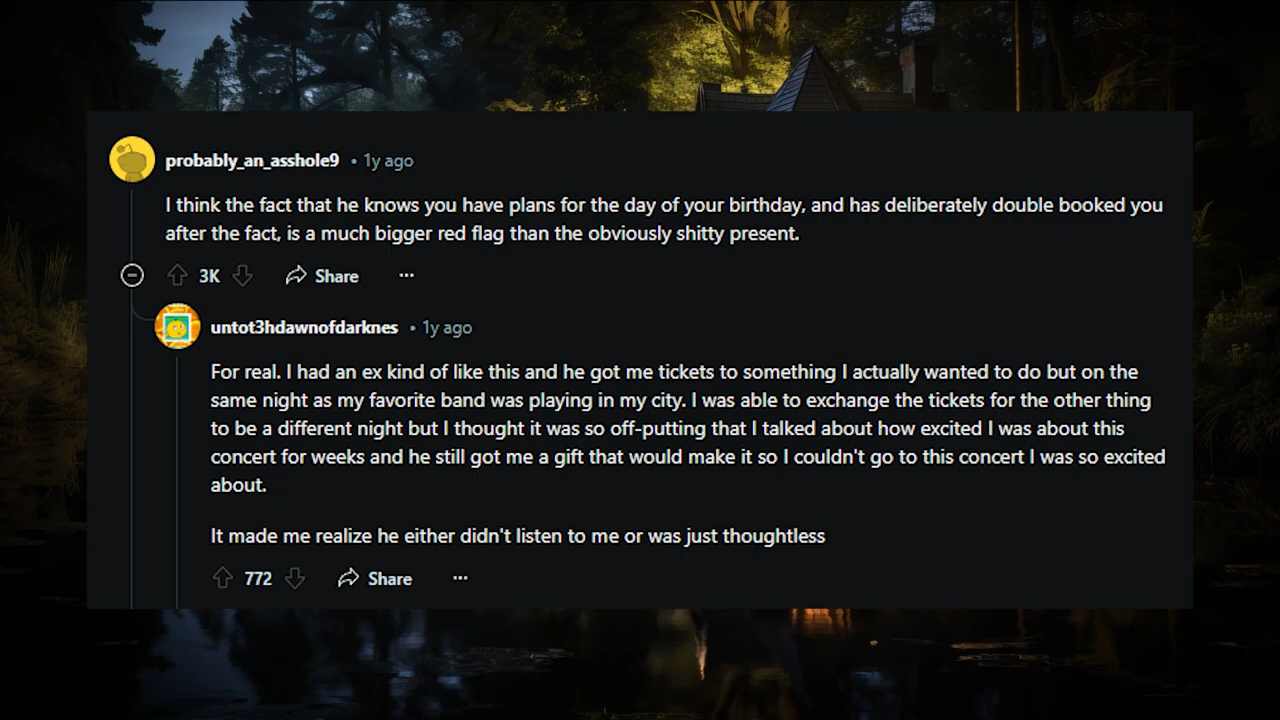 probably_an_asshole9 • 1y ago
I think the fact that he knows you have plans for the day of your birthday, and has deliberately double booked you
after the fact, is a much bigger red flag than the obviously shitty present.
3K Share ···
untot3hdawnofdarknes • 1y ago
For real. I had an ex kind of like this and he got me tickets to something I actually wanted to do but on the
same night as my favorite band was playing in my city. I was able to exchange the tickets for the other thing
to be a different night but I thought it was so off-putting that I talked about how excited I was about this
concert for weeks and he still got me a gift that would make it so I couldn't go to this concert I was so excited
about.
It made me realize he either didn't listen to me or was just thoughtless
772 Share ···